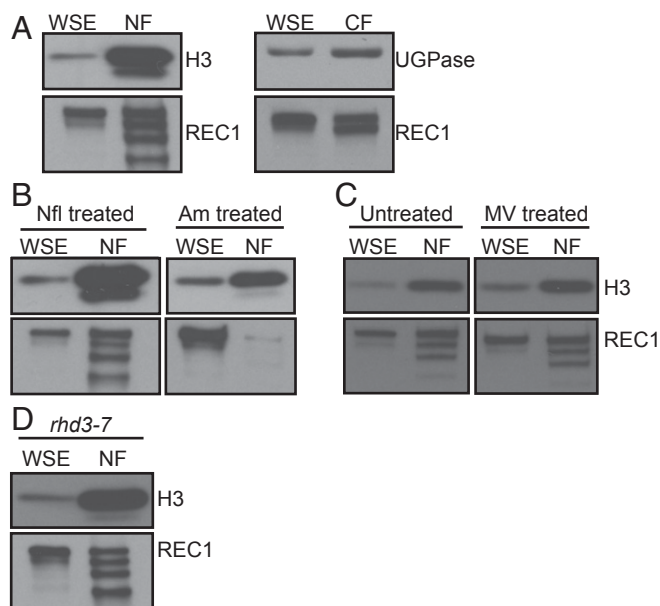 A
WSE NF
H3
REC1
WSE CF
UGPase
REC1
B
Nfl treated Am treated
WSE NF WSE NF
C
Untreated MV treated
WSE NF WSE NF
H3
REC1
D
rhd3-7
WSE NF
H3
REC1